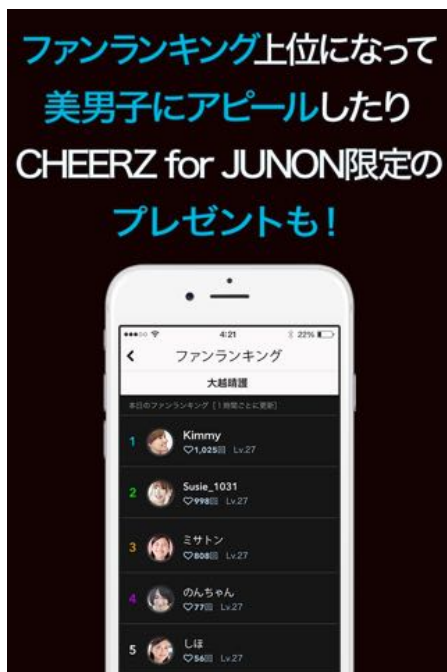 ファンランキング上位になって
美男子にアピールしたり
CHEERZ for JUNON限定の
プレゼントも！
4:21
22%
ファンランキング
大越晴護
本日のファンランキング［1時間ごとに更新］
1
Kimmy
♡1,025回 Lv.27
2
Susie_1031
♡998回 Lv.27
3
ミサトン
♡808回 Lv.27
4
のんちゃん
♡77回 Lv.27
5
しほ
♡56回 Lv.27